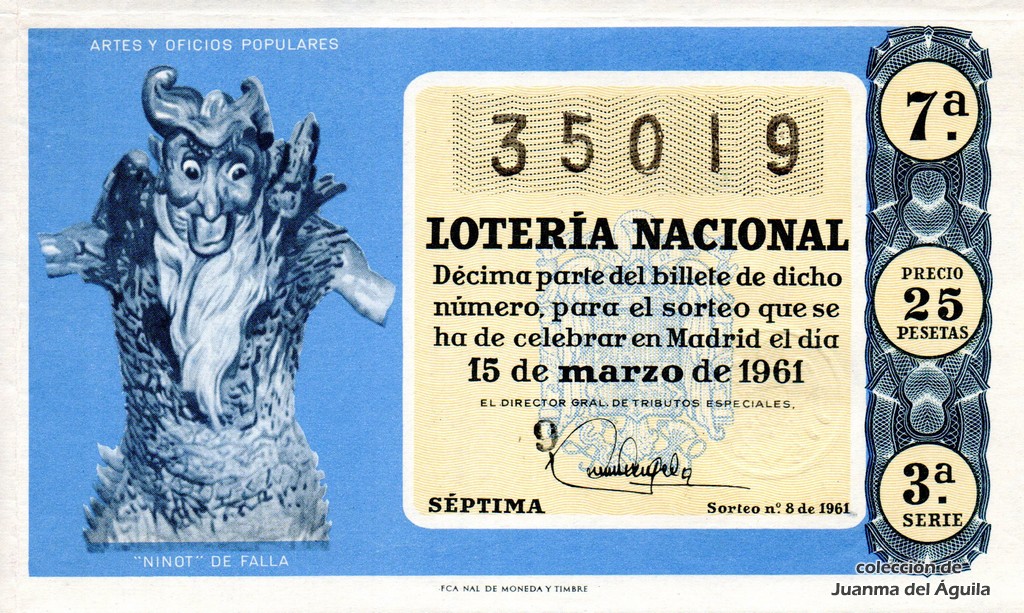 ARTES Y OFICIOS POPULARES
"NINOT" DE FALLA
35019
LOTERÍA NACIONAL
Décima parte del billete de dicho
número, para el sorteo que se
ha de celebrar en Madrid el día
15 de marzo de 1961
EL DIRECTOR GRAL. DE TRIBUTOS ESPECIALES,
9
SÉPTIMA
Sorteo n.º 8 de 1961
7ª.
PRECIO
25
PESETAS
3ª.
SERIE
FCA NAL DE MONEDA Y TIMBRE
colección de
Juanma del Águila